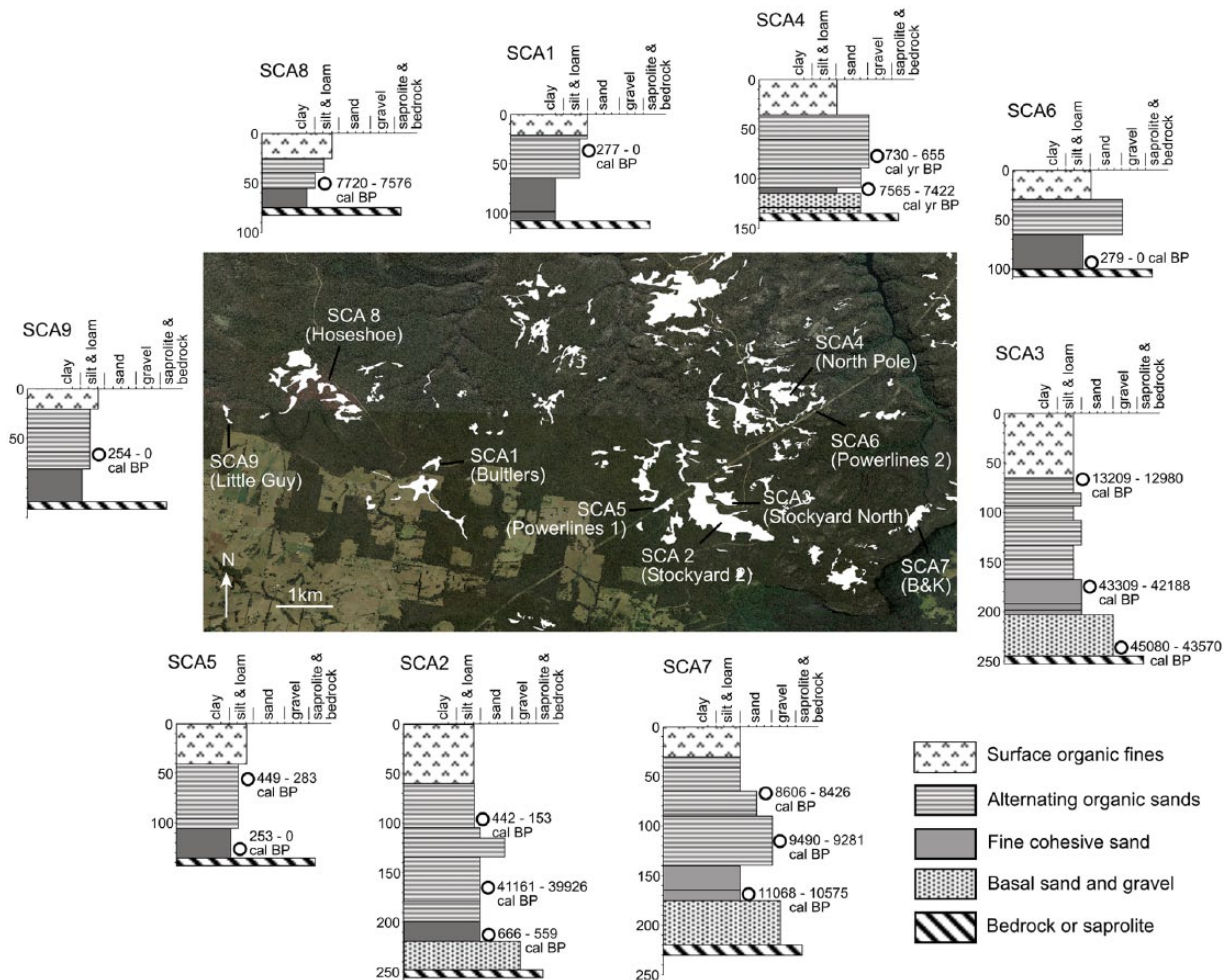 SCA8
clay
silt & loam
sand
gravel
saprolite &
bedrock
0
50
100
7720 - 7576
cal BP
SCA1
clay
silt & loam
sand
gravel
saprolite &
bedrock
0
50
100
277 - 0
cal BP
SCA4
clay
silt & loam
sand
gravel
saprolite &
bedrock
0
50
100
150
730 - 655
cal yr BP
7565 - 7422
cal yr BP
SCA6
clay
silt & loam
sand
gravel
saprolite &
bedrock
0
50
100
279 - 0 cal BP
SCA9
clay
silt & loam
sand
gravel
saprolite &
bedrock
0
50
254 - 0
cal BP
SCA 8
(Hoseshoe)
SCA4
(North Pole)
SCA9
(Little Guy)
SCA1
(Bultlers)
SCA6
(Powerlines 2)
SCA5
(Powerlines 1)
SCA3
(Stockyard North)
SCA 2
(Stockyard 2)
SCA7
(B&K)
N
1km
SCA3
clay
silt & loam
sand
gravel
saprolite &
bedrock
0
50
100
150
200
250
13209 - 12980
cal BP
43309 - 42188
cal BP
45080 - 43570
cal BP
SCA5
clay
silt & loam
sand
gravel
saprolite &
bedrock
0
50
100
449 - 283
cal BP
253 - 0
cal BP
SCA2
clay
silt & loam
sand
gravel
saprolite &
bedrock
0
50
100
150
200
250
442 - 153
cal BP
41161 - 39926
cal BP
666 - 559
cal BP
SCA7
clay
silt & loam
sand
gravel
saprolite &
bedrock
0
50
100
150
200
250
8606 - 8426
cal BP
9490 - 9281
cal BP
11068 - 10575
cal BP
Surface organic fines
Alternating organic sands
Fine cohesive sand
Basal sand and gravel
Bedrock or saprolite